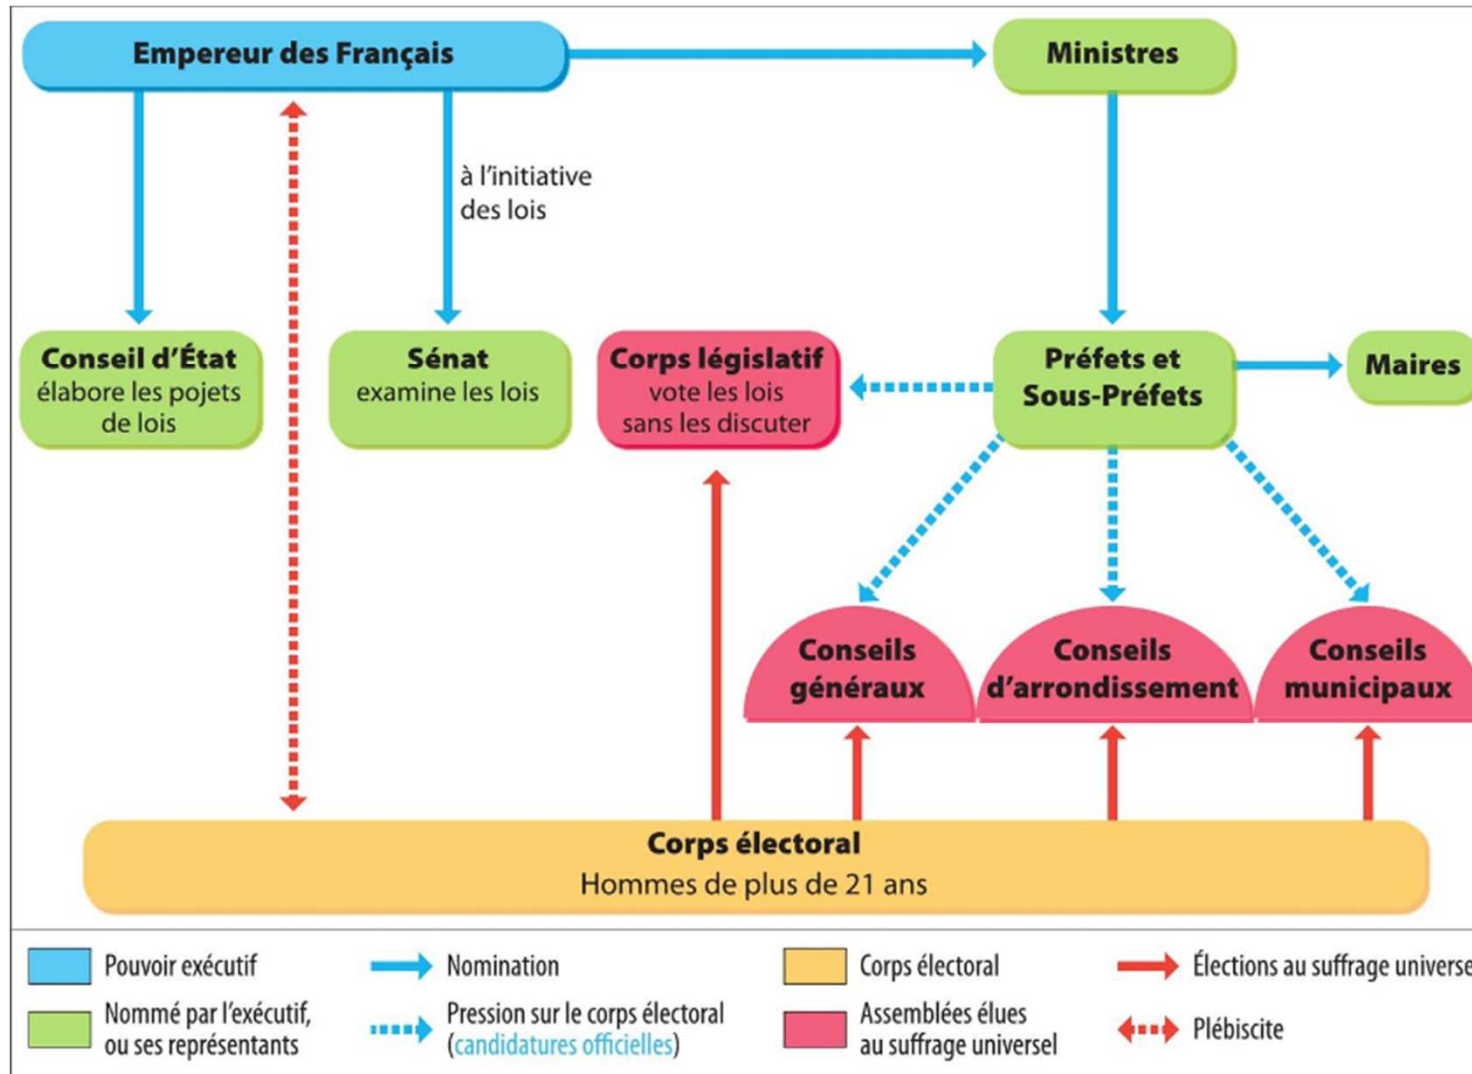 Empereur des Français
Ministres
à l'initiative
des lois
Conseil d'État
élabore les pojets
de lois
Sénat
examine les lois
Corps législatif
vote les lois
sans les discuter
Préfets et
Sous-Préfets
Maires
Conseils
généraux
Conseils
d'arrondissement
Conseils
municipaux
Corps électoral
Hommes de plus de 21 ans
Pouvoir exécutif
Nomination
Corps électoral
Élections au suffrage universe
Nommé par l'exécutif,
ou ses représentants
Pression sur le corps électoral
(candidatures officielles)
Assemblées élues
au suffrage universel
Plébiscite